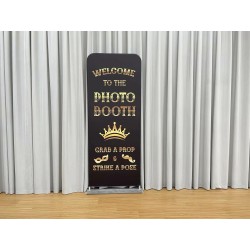 WELCOME
TO THE
PHOTO
BOOTH
GRAB A PROP
&
STRIKE A POSE